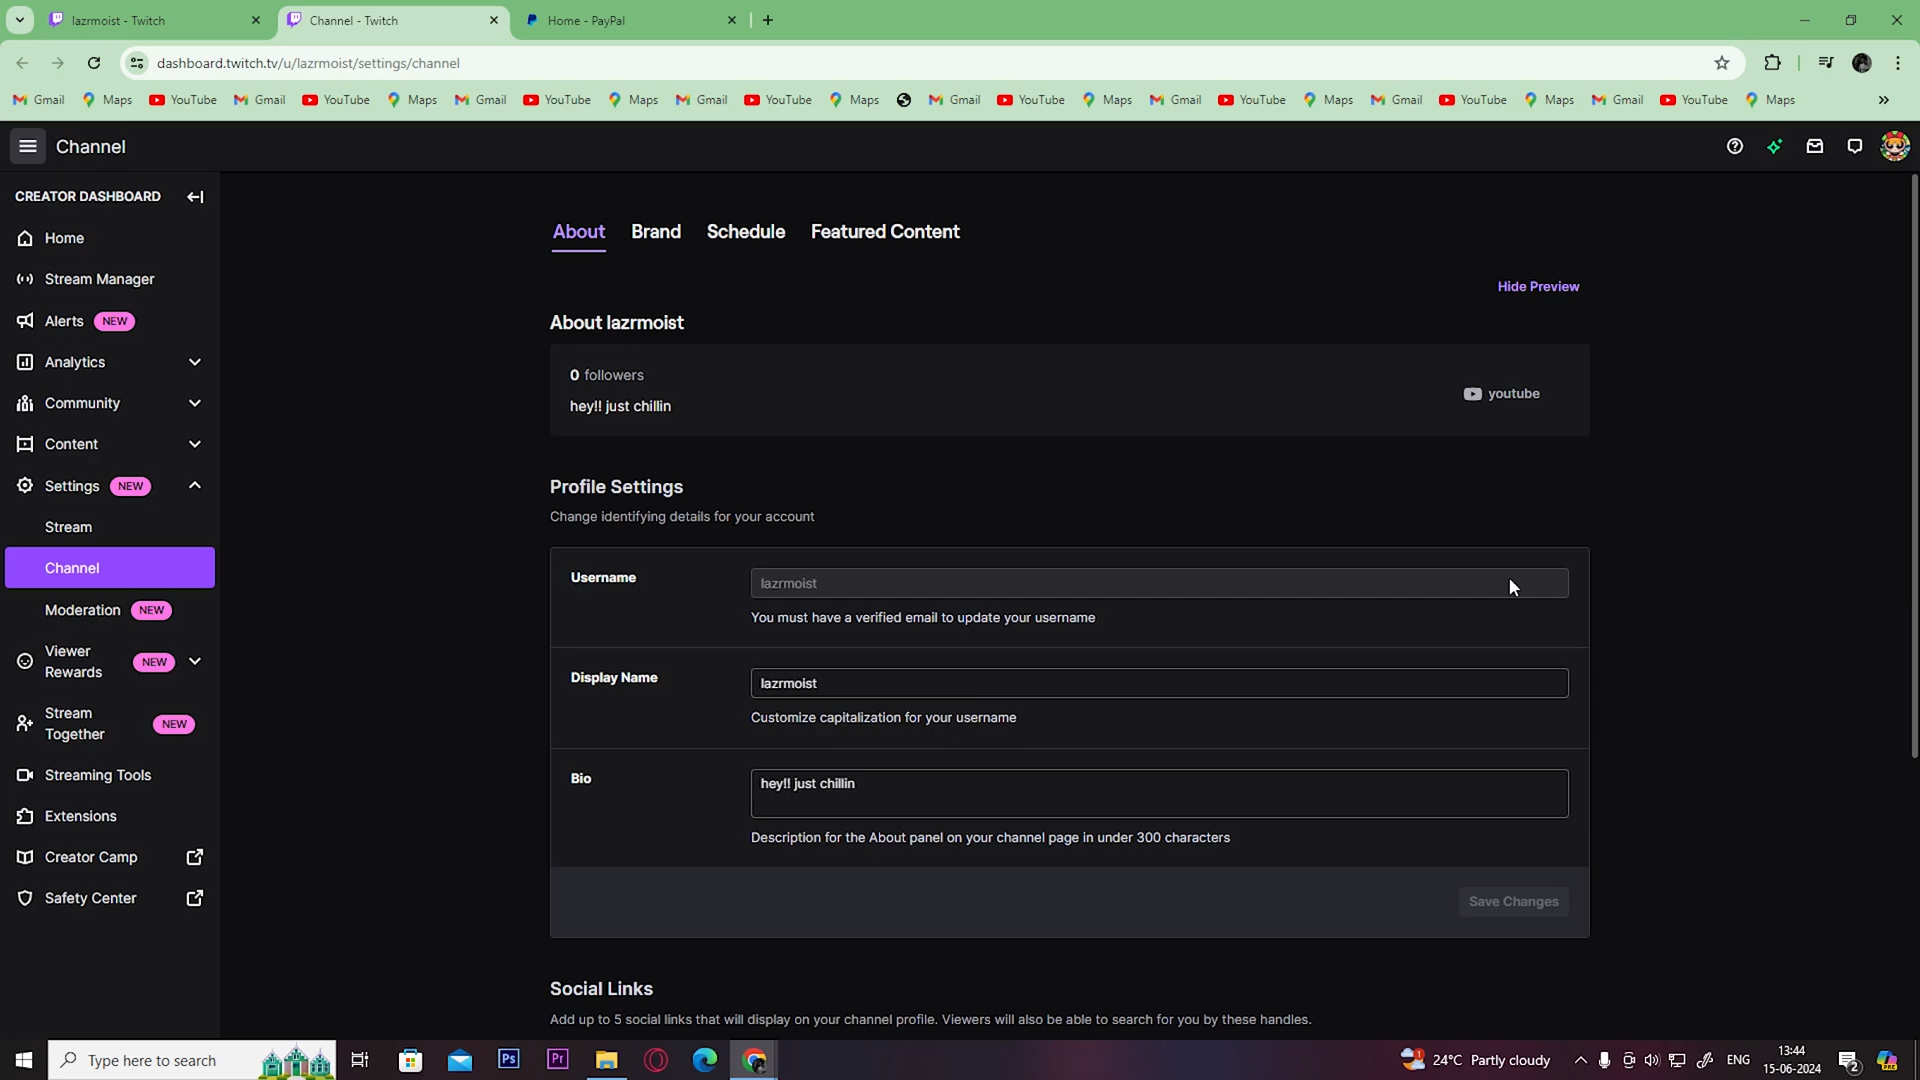 lazrmoist - Twitch
Channel - Twitch
Home - PayPal
dashboard.twitch.tv/u/lazrmoist/settings/channel
Gmail Maps YouTube Gmail YouTube Maps Gmail YouTube Maps Gmail YouTube Maps Gmail YouTube Maps Gmail YouTube Maps Gmail YouTube Maps Gmail YouTube Maps
Channel
CREATOR DASHBOARD
Home
Stream Manager
Alerts NEW
Analytics
Community
Content
Settings NEW
Stream
Channel
Moderation NEW
Viewer
Rewards NEW
Stream
Together NEW
Streaming Tools
Extensions
Creator Camp
Safety Center
About Brand Schedule Featured Content
Hide Preview
About lazrmoist
0 followers
hey!! just chillin
youtube
Profile Settings
Change identifying details for your account
Username
lazrmoist
You must have a verified email to update your username
Display Name
lazrmoist
Customize capitalization for your username
Bio
hey!! just chillin
Description for the About panel on your channel page in under 300 characters
Save Changes
Social Links
Add up to 5 social links that will display on your channel profile. Viewers will also be able to search for you by these handles.
Type here to search
Ps
Pr
1
24°C Partly cloudy
ENG
13:44
15-06-2024
2
PRE